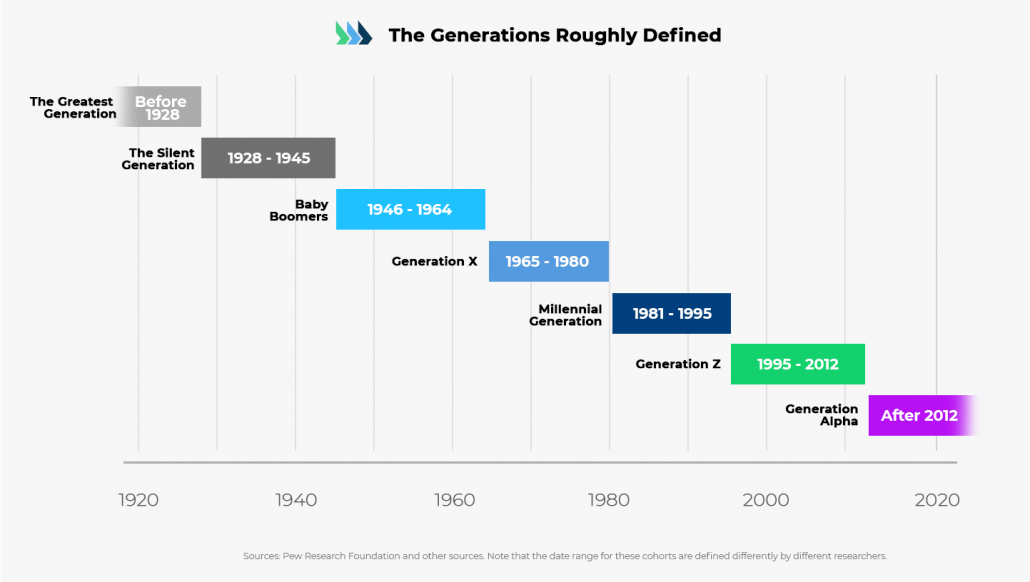 The Generations Roughly Defined
The Greatest
Generation
Before
1928
The Silent
Generation
1928 - 1945
Baby
Boomers
1946 - 1964
Generation X
1965 - 1980
Millennial
Generation
1981 - 1995
Generation Z
1995 - 2012
Generation
Alpha
After 2012
1920
1940
1960
1980
2000
2020
Sources: Pew Research Foundation and other sources. Note that the date range for these cohorts are defined differently by different researchers.